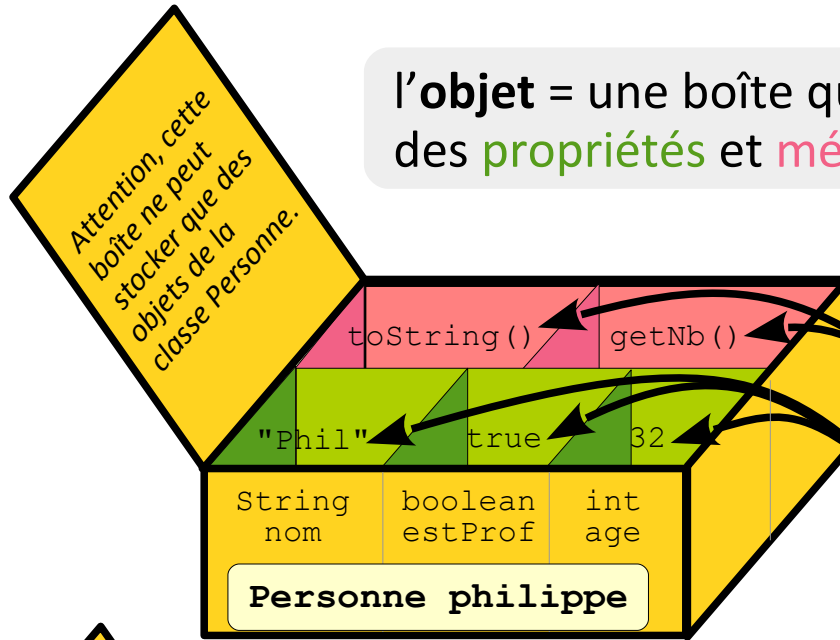 l’objet = une boîte qu
des propriétés et mé
Attention, cette
boîte ne peut
stocker que des
objets de la
classe Personne.
toString() getNb()
"Phil" true 32
String boolean int
nom estProf age
Personne philippe